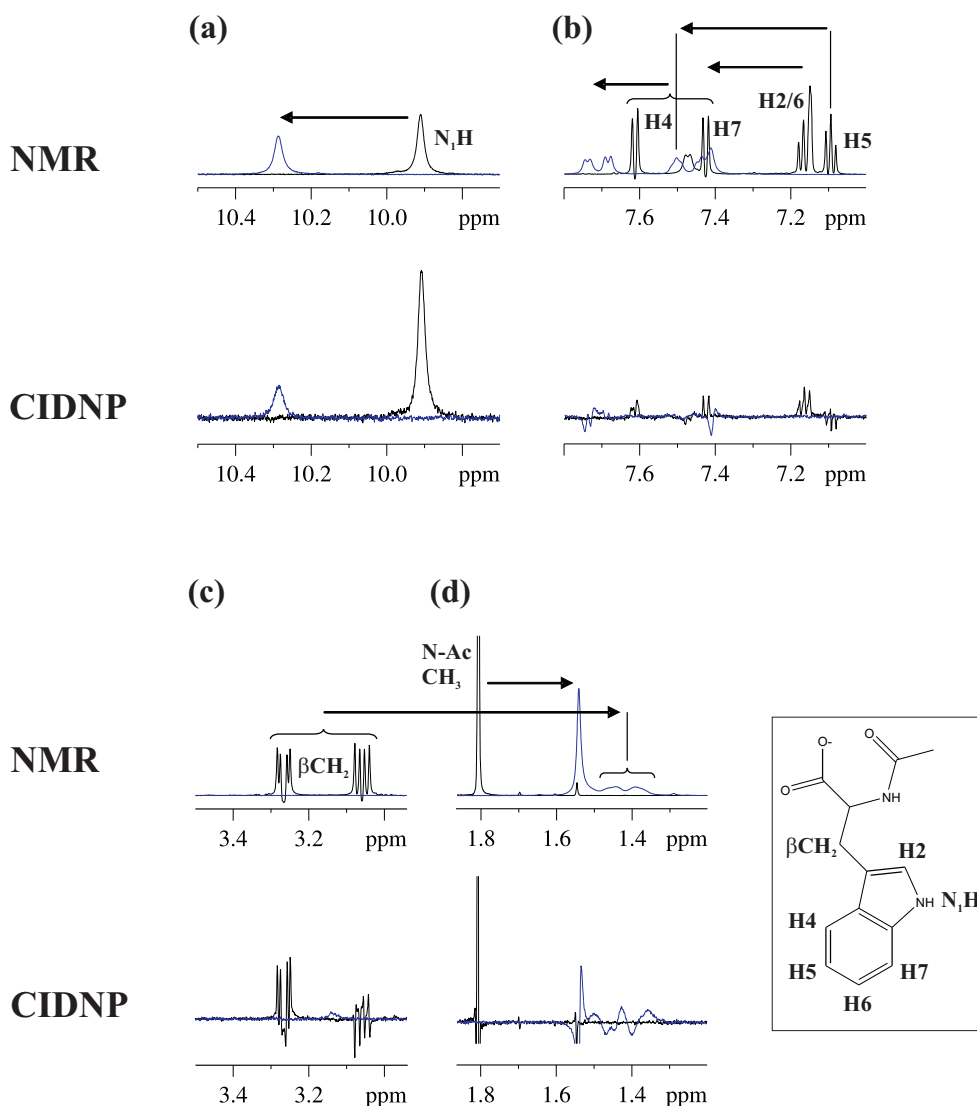 (a)
(b)
NMR
N₁H
H4
H7
H2/6
H5
10.4 10.2 10.0 ppm
7.6 7.4 7.2 ppm
CIDNP
10.4 10.2 10.0 ppm
7.6 7.4 7.2 ppm
(c)
(d)
NMR
βCH₂
N-Ac
CH₃
3.4 3.2 ppm
1.8 1.6 1.4 ppm
CIDNP
3.4 3.2 ppm
1.8 1.6 1.4 ppm
O-
O
O
NH
βCH₂
H2
NH
N₁H
H4
H5
H7
H6